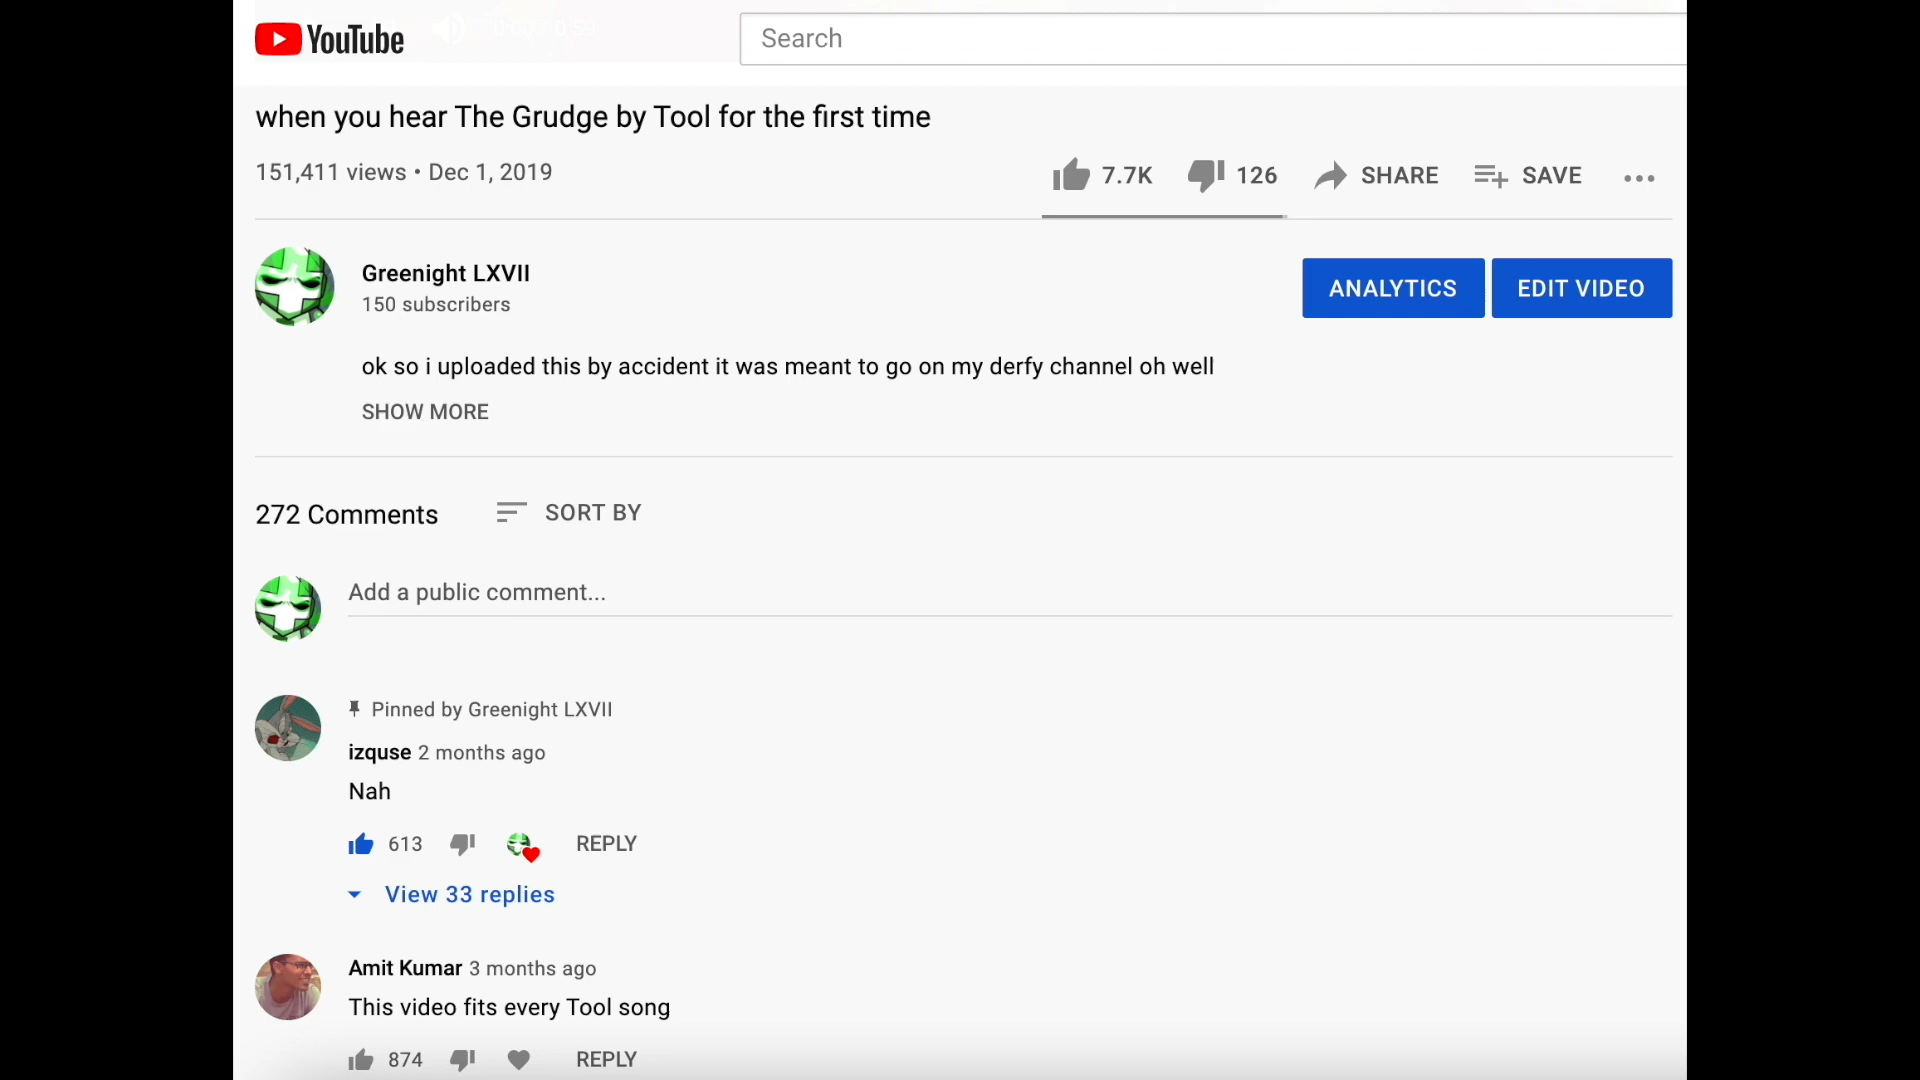 YouTube
Search
when you hear The Grudge by Tool for the first time
151,411 views • Dec 1, 2019
7.7K 126 SHARE SAVE
Greenight LXVII
150 subscribers
ANALYTICS EDIT VIDEO
ok so i uploaded this by accident it was meant to go on my derfy channel oh well
SHOW MORE
272 Comments SORT BY
Add a public comment...
Pinned by Greenight LXVII
izquse 2 months ago
Nah
613 REPLY
View 33 replies
Amit Kumar 3 months ago
This video fits every Tool song
874 REPLY